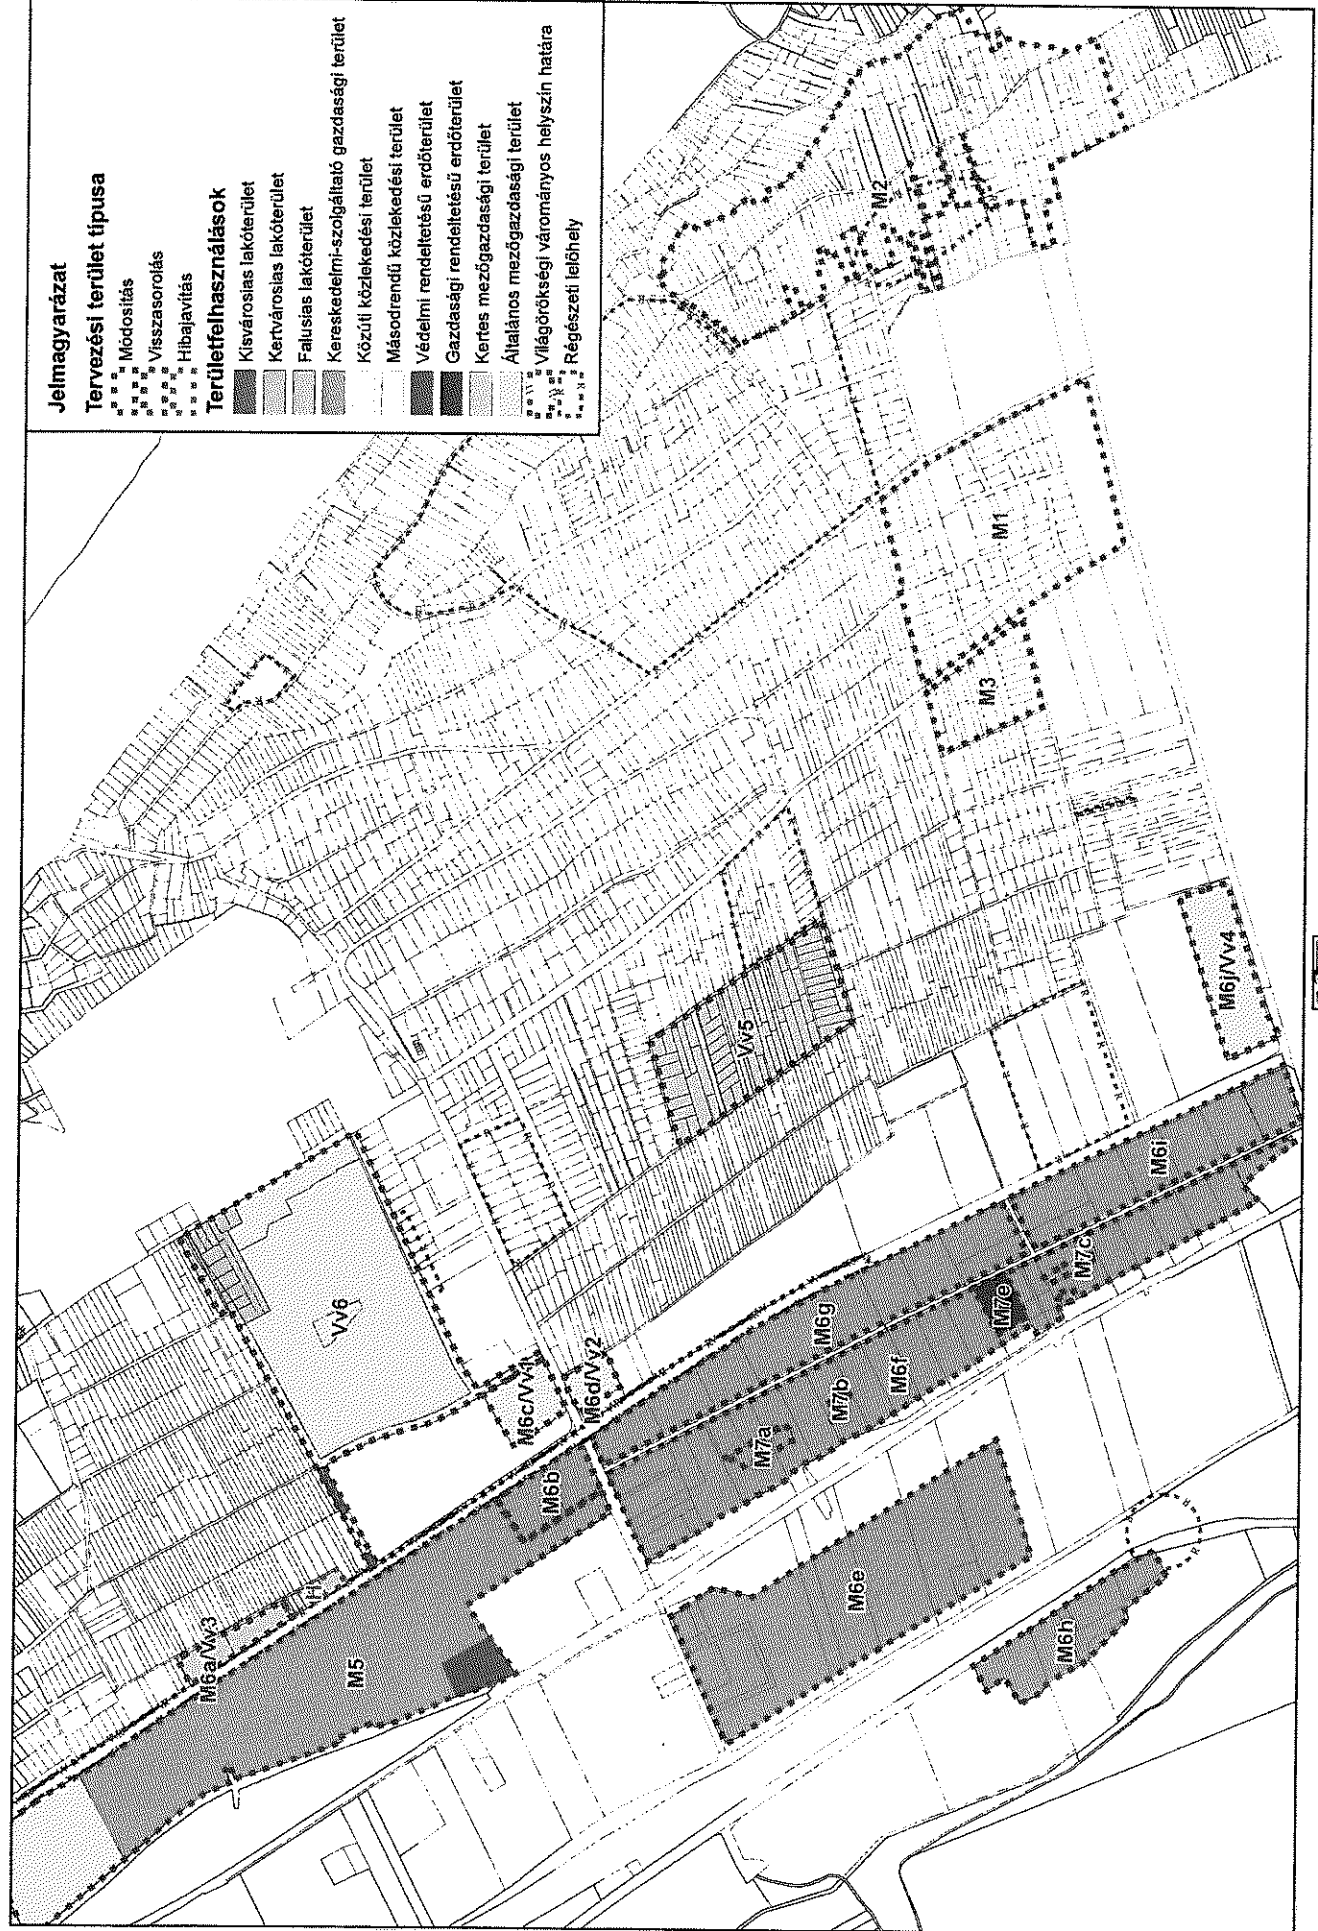 Jelmagyarázat
Tervezési terület típusa
Módosítás
Visszasorolás
Hibajavítás
Területfelhasználások
Kisvárosias lakóterület
Kertvárosias lakóterület
Falusias lakóterület
Kereskedelmi-szolgáltató gazdasági terület
Közúti közlekedési terület
Másodrendű közlekedési terület
Védelmi rendeltetésű erdőterület
Gazdasági rendeltetésű erdőterület
Kertes mezőgazdasági terület
Általános mezőgazdasági terület
Világörökségi várományos helyszín határa
Régészeti lelőhely
M2
M1
M3
Vv5
M6j/Vv4
Vv6
M6c/Vv1
M6d/Vv2
M6g
M6i
M7c
M7e
M6f
M7b
M7a
M6b
M6a/Vv3
H
M5
M6e
M6h